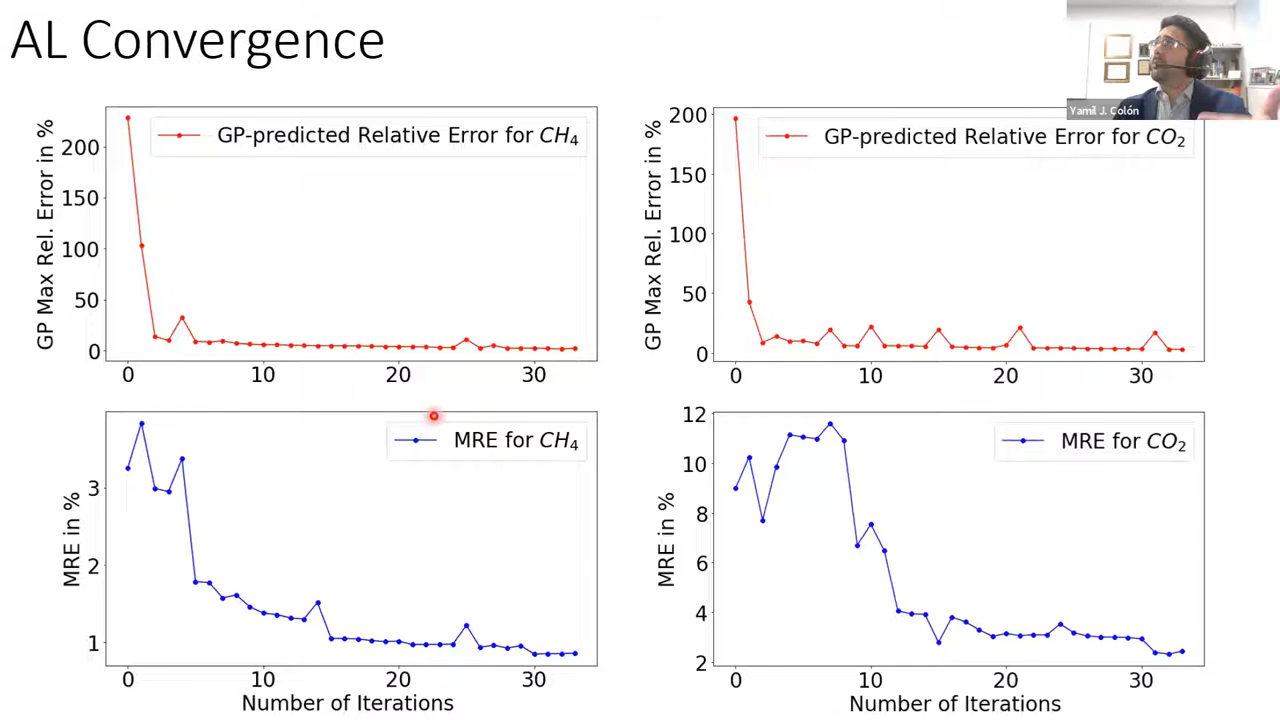 AL Convergence
Yamil J. Colón
GP-predicted Relative Error for CH₄
GP Max Rel. Error in %
200
150
100
50
0
0 10 20 30
GP-predicted Relative Error for CO₂
GP Max Rel. Error in %
200
150
100
50
0
0 10 20 30
MRE for CH₄
MRE in %
3
2
1
0 10 20 30
Number of Iterations
MRE for CO₂
MRE in %
12
10
8
6
4
2
0 10 20 30
Number of Iterations